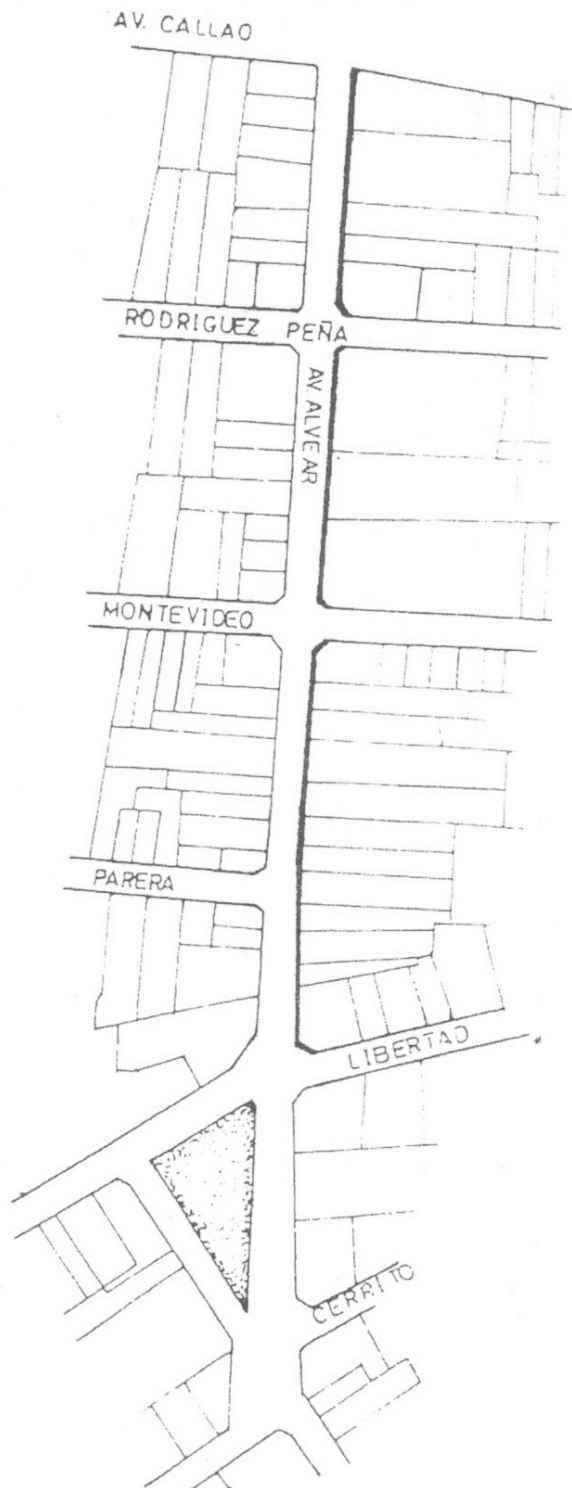 AV. CALLAO
RODRIGUEZ PEÑA
AV. ALVEAR
MONTEVIDEO
PARERA
LIBERTAD
CERRITO